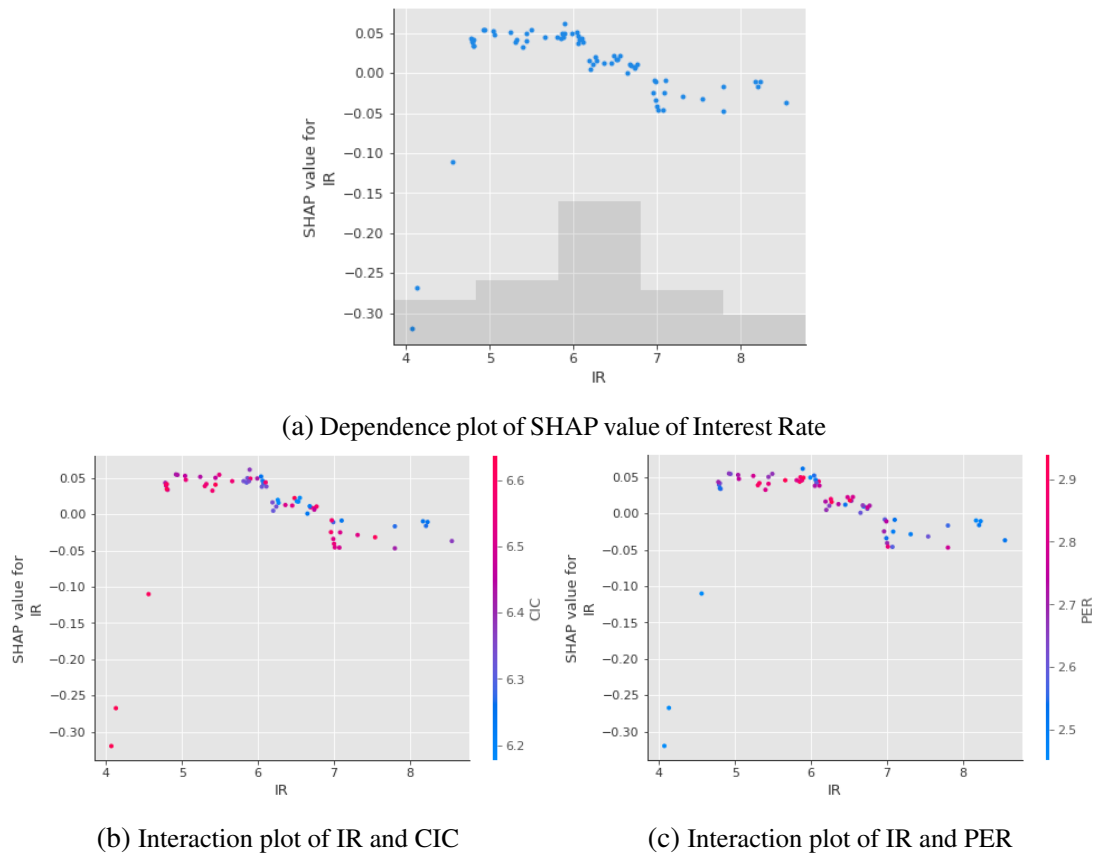 0.05
0.00
−0.05
−0.10
−0.15
−0.20
−0.25
−0.30
SHAP value for
IR
4 5 6 7 8
IR
(a) Dependence plot of SHAP value of Interest Rate
0.05
0.00
−0.05
−0.10
−0.15
−0.20
−0.25
−0.30
SHAP value for
IR
4 5 6 7 8
IR
6.6
6.5
6.4
6.3
6.2
CIC
(b) Interaction plot of IR and CIC
0.05
0.00
−0.05
−0.10
−0.15
−0.20
−0.25
−0.30
SHAP value for
IR
4 5 6 7 8
IR
2.9
2.8
2.7
2.6
2.5
PER
(c) Interaction plot of IR and PER